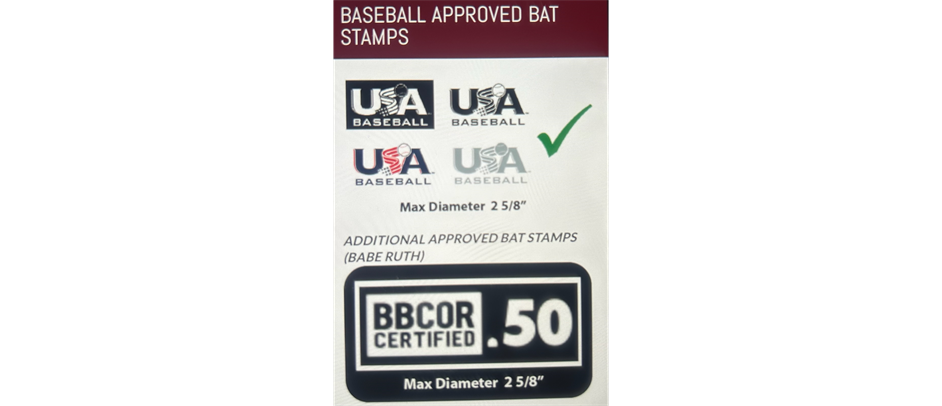 BASEBALL APPROVED BAT
STAMPS
USA USA
BASEBALL BASEBALL
USA USA
BASEBALL BASEBALL
Max Diameter 2 5/8"
ADDITIONAL APPROVED BAT STAMPS
(BABE RUTH)
BBCOR
CERTIFIED .50
Max Diameter 2 5/8"